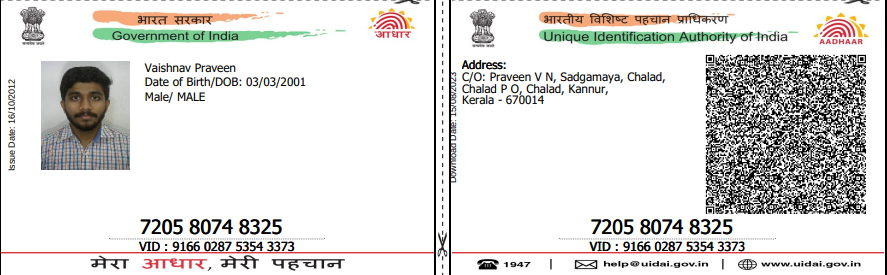 भारत सरकार
Government of India
आधार
Issue Date: 16/10/2012
Vaishnav Praveen
Date of Birth/DOB: 03/03/2001
Male/ MALE
7205 8074 8325
VID : 9166 0287 5354 3373
मेरा आधार, मेरी पहचान
भारतीय विशिष्ट पहचान प्राधिकरण
Unique Identification Authority of India
AADHAAR
Download Date: 15/08/2023
Address:
C/O: Praveen V N, Sadgamaya, Chalad,
Chalad P O, Chalad, Kannur,
Kerala - 670014
7205 8074 8325
VID : 9166 0287 5354 3373
1947 | help@uidai.gov.in | www.uidai.gov.in